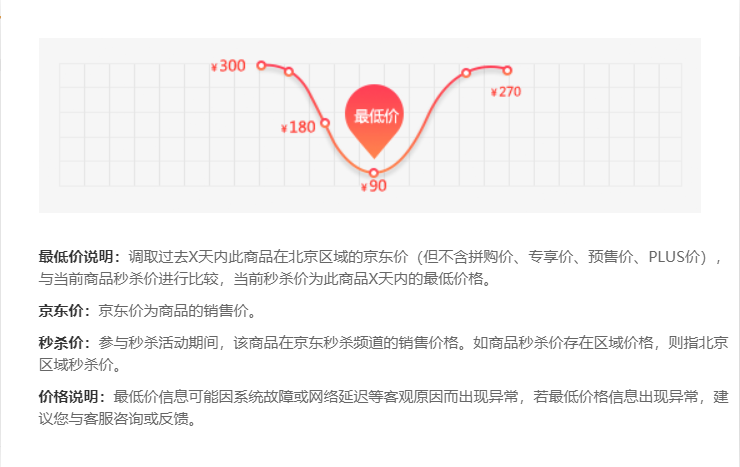 ¥300
最低价
¥270
¥180
¥90
最低价说明：调取过去X天内此商品在北京区域的京东价（但不含拼购价、专享价、预售价、PLUS价），
与当前商品秒杀价进行比较，当前秒杀价为此商品X天内的最低价格。
京东价：京东价为商品的销售价。
秒杀价：参与秒杀活动期间，该商品在京东秒杀频道的销售价格。如商品秒杀价存在区域价格，则指北京
区域秒杀价。
价格说明：最低价信息可能因系统故障或网络延迟等客观原因而出现异常，若最低价格信息出现异常，建
议您与客服咨询或反馈。